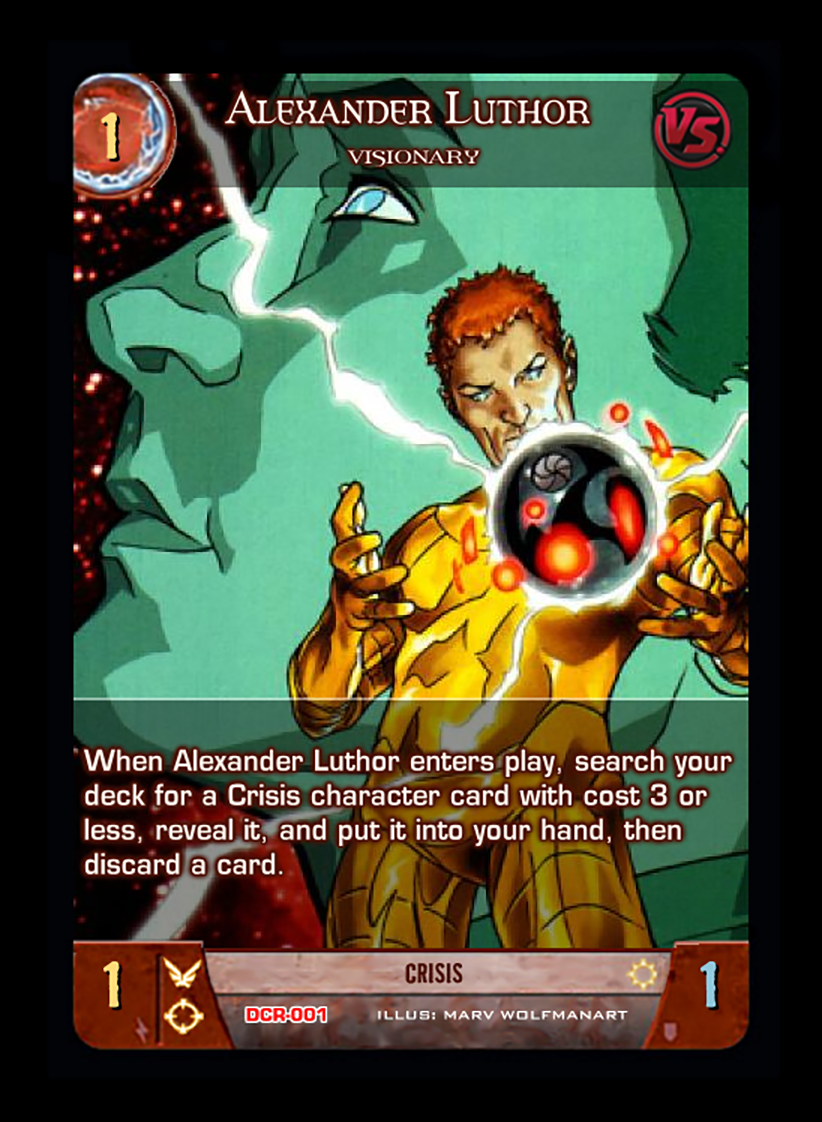 1
Alexander Luthor
VS.
Visionary
When Alexander Luthor enters play, search your
deck for a Crisis character card with cost 3 or
less, reveal it, and put it into your hand, then
discard a card.
1
CRISIS
1
DCR-001
ILLUS: MARV WOLFMANART